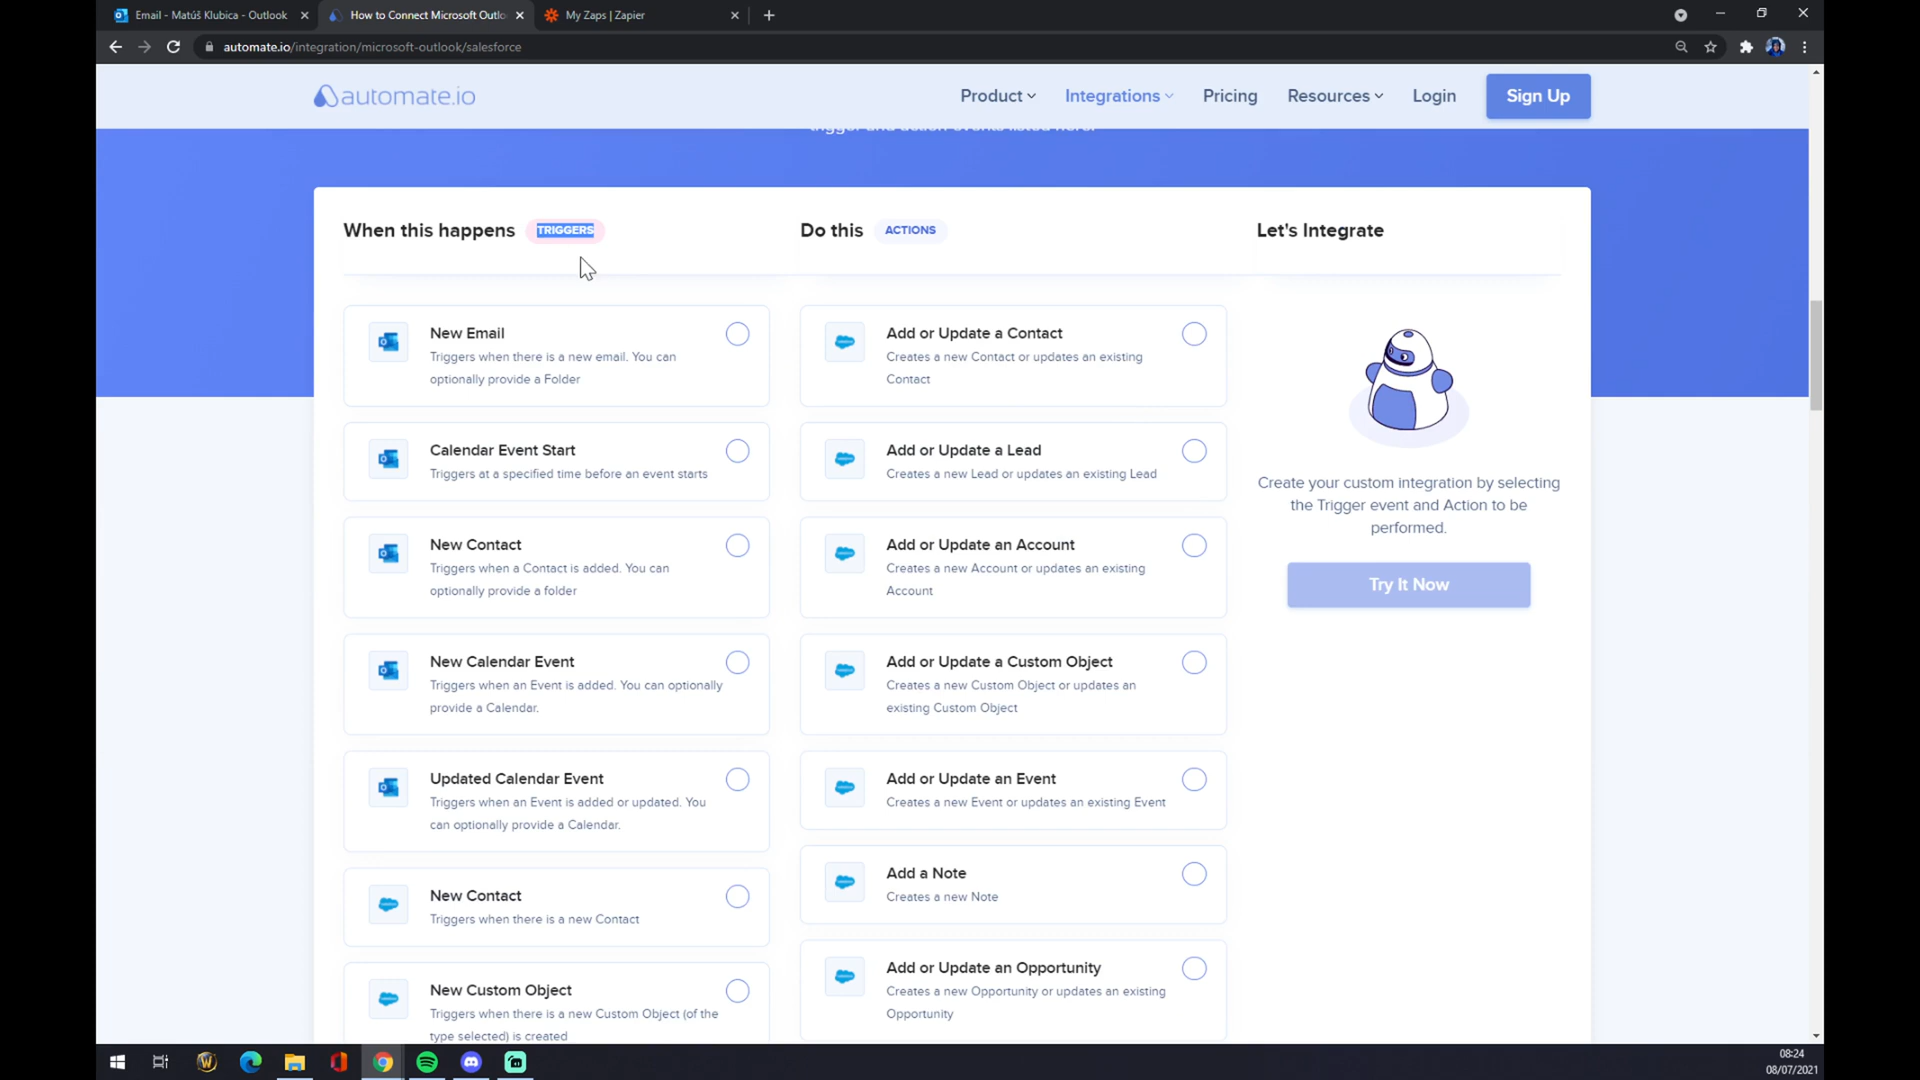 Email - Matúš Klubica - Outlook
How to Connect Microsoft Outlo
My Zaps | Zapier
automate.io/integration/microsoft-outlook/salesforce
automate.io
Product
Integrations
Pricing
Resources
Login
Sign Up
trigger and action events listed here.
When this happens TRIGGERS
Do this ACTIONS
Let's Integrate
New Email
Triggers when there is a new email. You can
optionally provide a Folder
Add or Update a Contact
Creates a new Contact or updates an existing
Contact
Calendar Event Start
Triggers at a specified time before an event starts
Add or Update a Lead
Creates a new Lead or updates an existing Lead
Create your custom integration by selecting
the Trigger event and Action to be
performed.
Try It Now
New Contact
Triggers when a Contact is added. You can
optionally provide a folder
Add or Update an Account
Creates a new Account or updates an existing
Account
New Calendar Event
Triggers when an Event is added. You can optionally
provide a Calendar.
Add or Update a Custom Object
Creates a new Custom Object or updates an
existing Custom Object
Updated Calendar Event
Triggers when an Event is added or updated. You
can optionally provide a Calendar.
Add or Update an Event
Creates a new Event or updates an existing Event
New Contact
Triggers when there is a new Contact
Add a Note
Creates a new Note
New Custom Object
Triggers when there is a new Custom Object (of the
type selected) is created
Add or Update an Opportunity
Creates a new Opportunity or updates an existing
Opportunity
08:24
08/07/2021